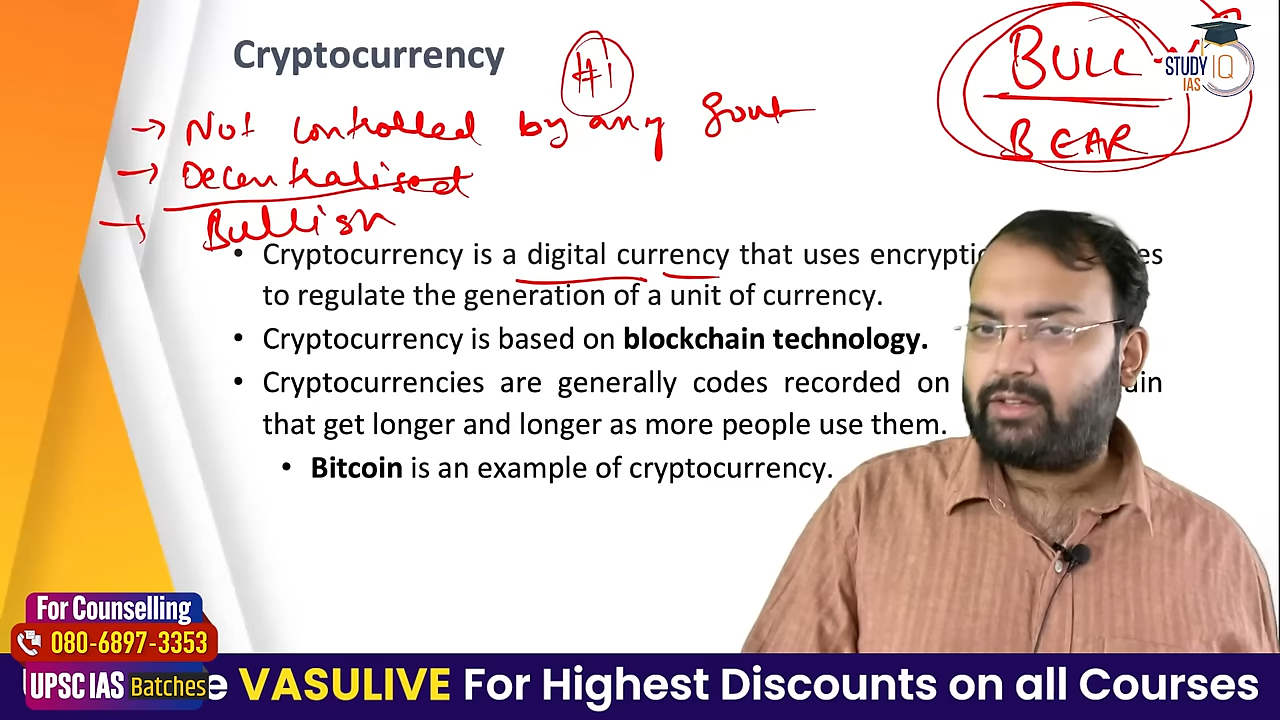 Cryptocurrency
#1
BULL
STUDY IQ
IAS
BEAR
→ Not controlled by any Govt
→ Decentralised
→ Bullish
• Cryptocurrency is a digital currency that uses
to regulate the generation of a unit of currency.
• Cryptocurrency is based on blockchain technology.
• Cryptocurrencies are generally codes recorded on
that get longer and longer as more people use them.
• Bitcoin is an example of cryptocurrency.
For Counselling
080-6897-3353
UPSC IAS Batches
VASULIVE For Highest Discounts on all Courses